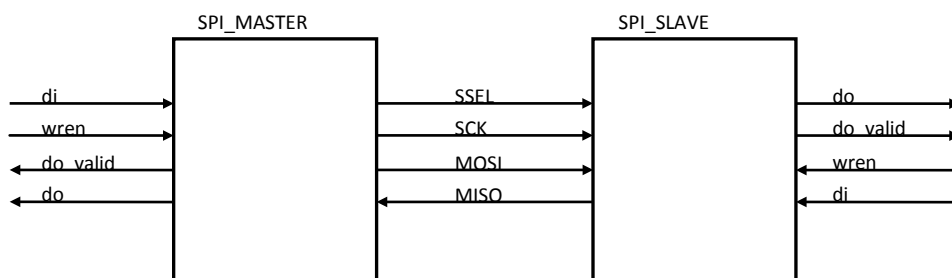 SPI_MASTER SPI_SLAVE
di SSEL do
wren SCK do_valid
do_valid MOSI wren
do MISO di